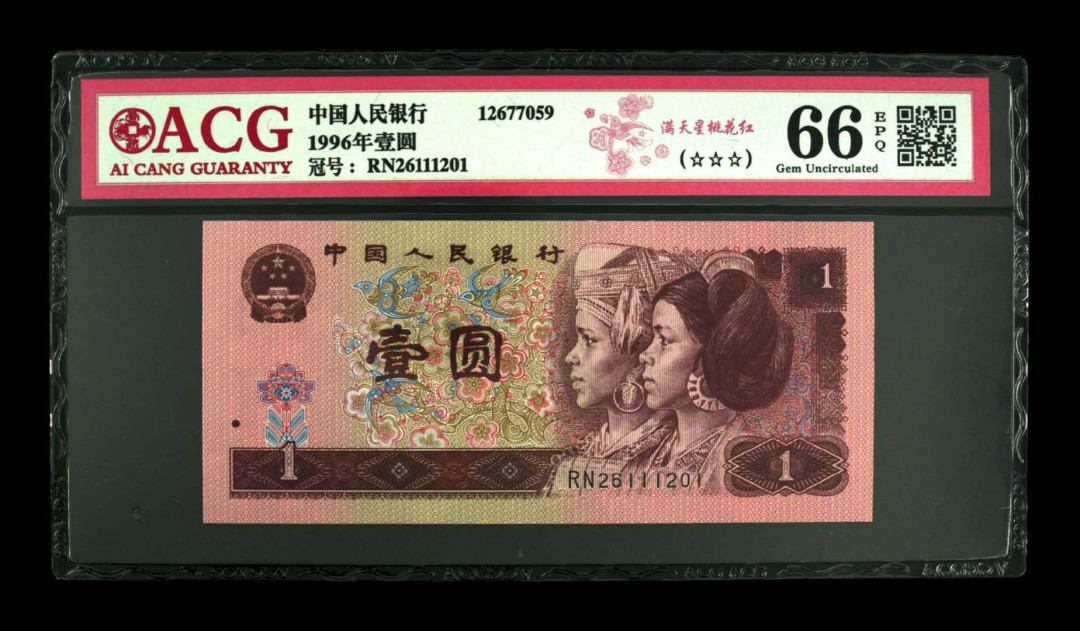 ACG
AI CANG GUARANTY
中国人民银行
12677059
1996年壹圆
冠号：RN26111201
满天星桃花红
(☆☆☆)
66
EPQ
Gem Uncirculated
中国人民银行
1
壹圆
1
RN26111201
1
ACG ACG